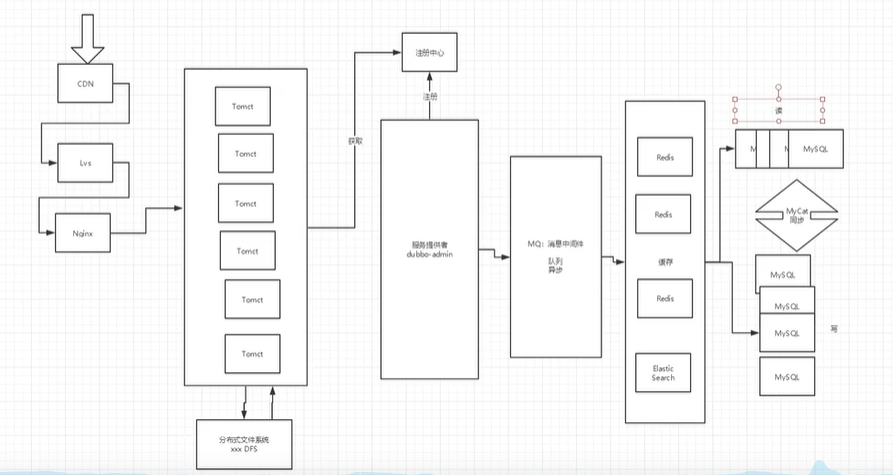 CDN
Lvs
Nginx
Tomct
Tomct
Tomct
Tomct
Tomct
Tomct
分布式文件系统
xxx DFS
获取
注册中心
注册
服务提供者
dubbo-admin
MQ：消息中间件
队列
异步
Redis
Redis
缓存
Redis
Elastic
Search
读
M
M
MySQL
MyCat
同步
MySQL
MySQL
MySQL
写
MySQL